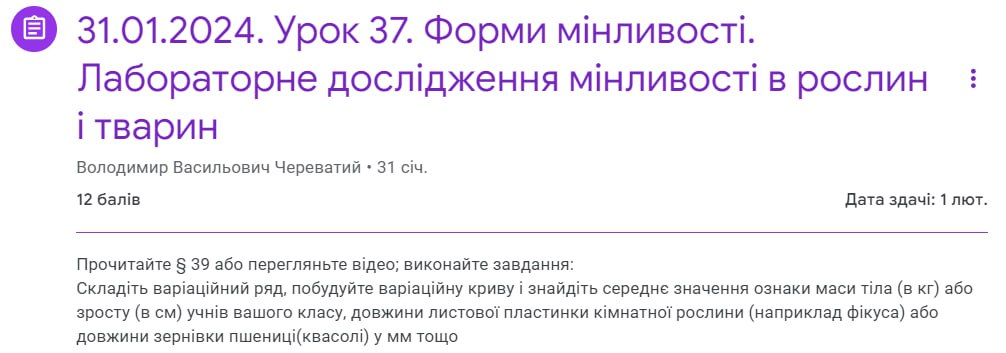 31.01.2024. Урок 37. Форми мінливості.
Лабораторне дослідження мінливості в рослин
і тварин
Володимир Васильович Череватий • 31 січ.
12 балів
Дата здачі: 1 лют.
Прочитайте § 39 або перегляньте відео; виконайте завдання:
Складіть варіаційний ряд, побудуйте варіаційну криву і знайдіть середнє значення ознаки маси тіла (в кг) або
зросту (в см) учнів вашого класу, довжини листової пластинки кімнатної рослини (наприклад фікуса) або
довжини зернівки пшениці(квасолі) у мм тощо